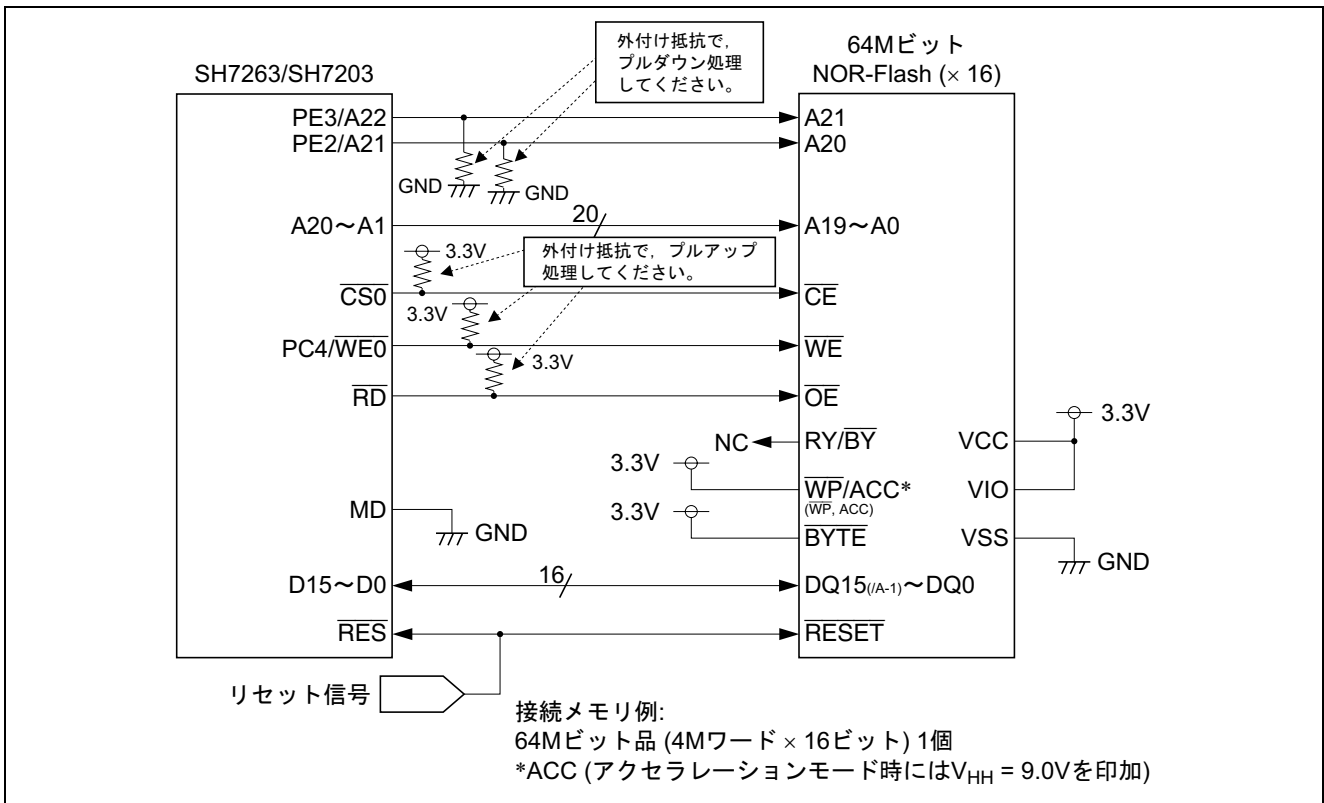 外付け抵抗で，
プルダウン処理
してください。
SH7263/SH7203
64Mビット
NOR-Flash (× 16)
PE3/A22
A21
PE2/A21
A20
GND
GND
A20～A1
20
A19～A0
3.3V
外付け抵抗で，プルアップ
処理してください。
CS0
CE
3.3V
PC4/WE0
WE
3.3V
RD
OE
3.3V
NC
RY/BY
VCC
3.3V
WP/ACC*
(WP, ACC)
VIO
MD
GND
3.3V
BYTE
VSS
GND
D15～D0
16
DQ15(/A-1)～DQ0
RES
RESET
リセット信号
接続メモリ例:
64Mビット品 (4Mワード × 16ビット) 1個
*ACC (アクセラレーションモード時にはVHH = 9.0Vを印加)